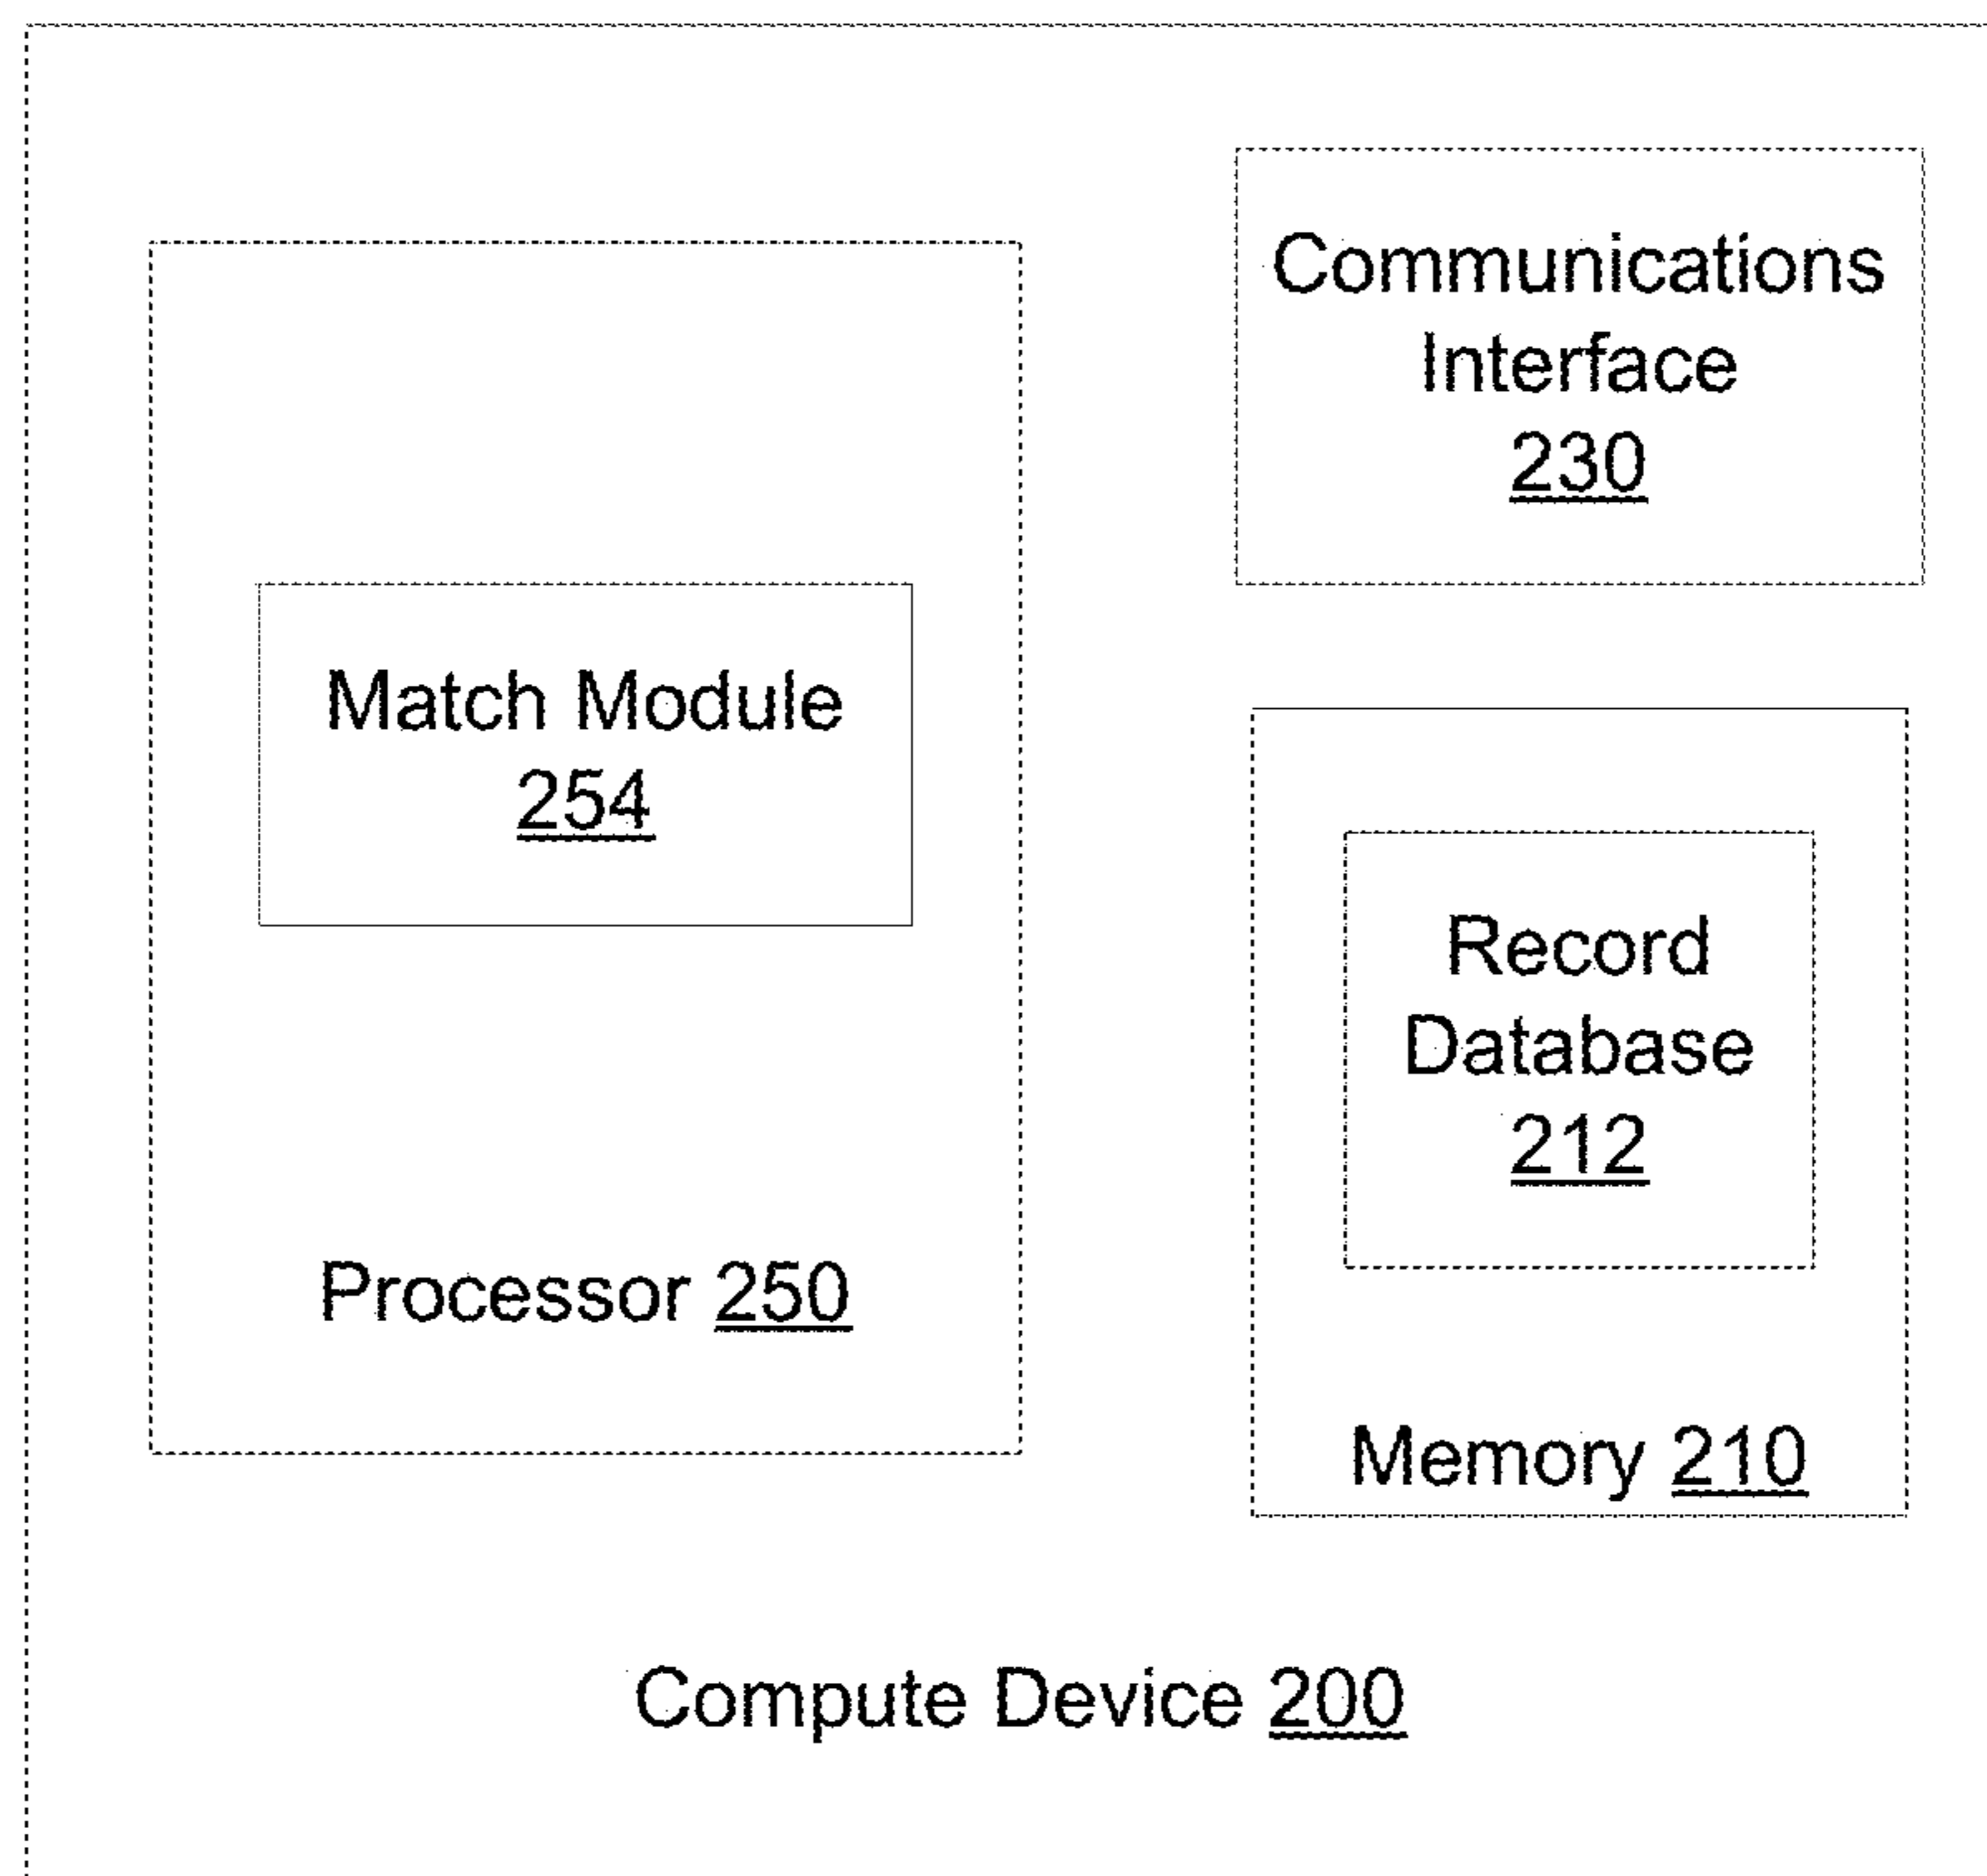 Communications
Interface
230
Match Module
254
Record
Database
212
Processor 250
Memory 210
Compute Device 200